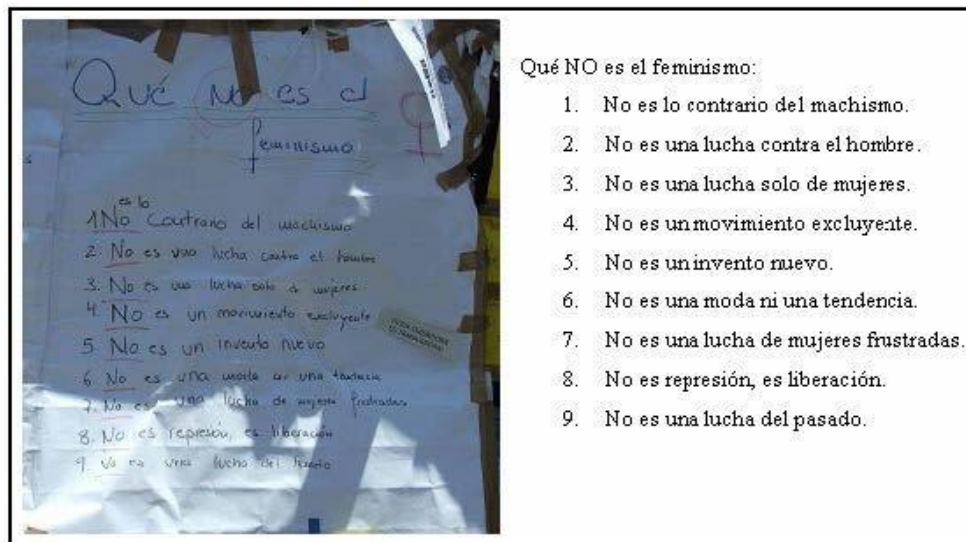 Qué NO es el
feminismo
es lo
1. No contrario del machismo
2. No es una lucha contra el hombre
3. No es una lucha solo d mujeres
4. No es un movimiento excluyente
5. No es un invento nuevo
6. No es una moda ni una tendencia
7. No es una lucha de mujeres frustradas
8. No es represión, es liberación
9. No es una lucha del pasado
Qué NO es el feminismo:
1. No es lo contrario del machismo.
2. No es una lucha contra el hombre.
3. No es una lucha solo de mujeres.
4. No es un movimiento excluyente.
5. No es un invento nuevo.
6. No es una moda ni una tendencia.
7. No es una lucha de mujeres frustradas.
8. No es represión, es liberación.
9. No es una lucha del pasado.